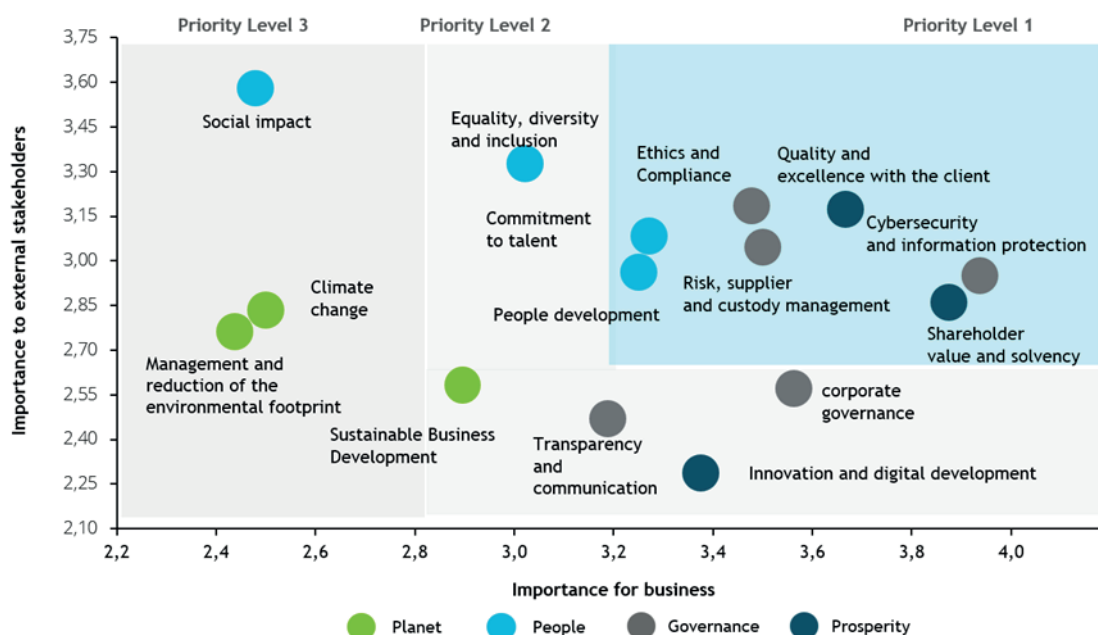 Priority Level 3
Priority Level 2
Priority Level 1
Importance to external stakeholders
3,75
3,60
3,45
3,30
3,15
3,00
2,85
2,70
2,55
2,40
2,25
2,10
Social impact
Equality, diversity
and inclusion
Ethics and
Compliance
Quality and
excellence with the client
Commitment
to talent
Cybersecurity
and information protection
Climate
change
People development
Risk, supplier
and custody management
Shareholder
value and solvency
Management and
reduction of the
environmental footprint
Sustainable Business
Development
Transparency
and
communication
corporate
governance
Innovation and digital development
2,2
2,4
2,6
2,8
3,0
3,2
3,4
3,6
3,8
4,0
Importance for business
Planet
People
Governance
Prosperity